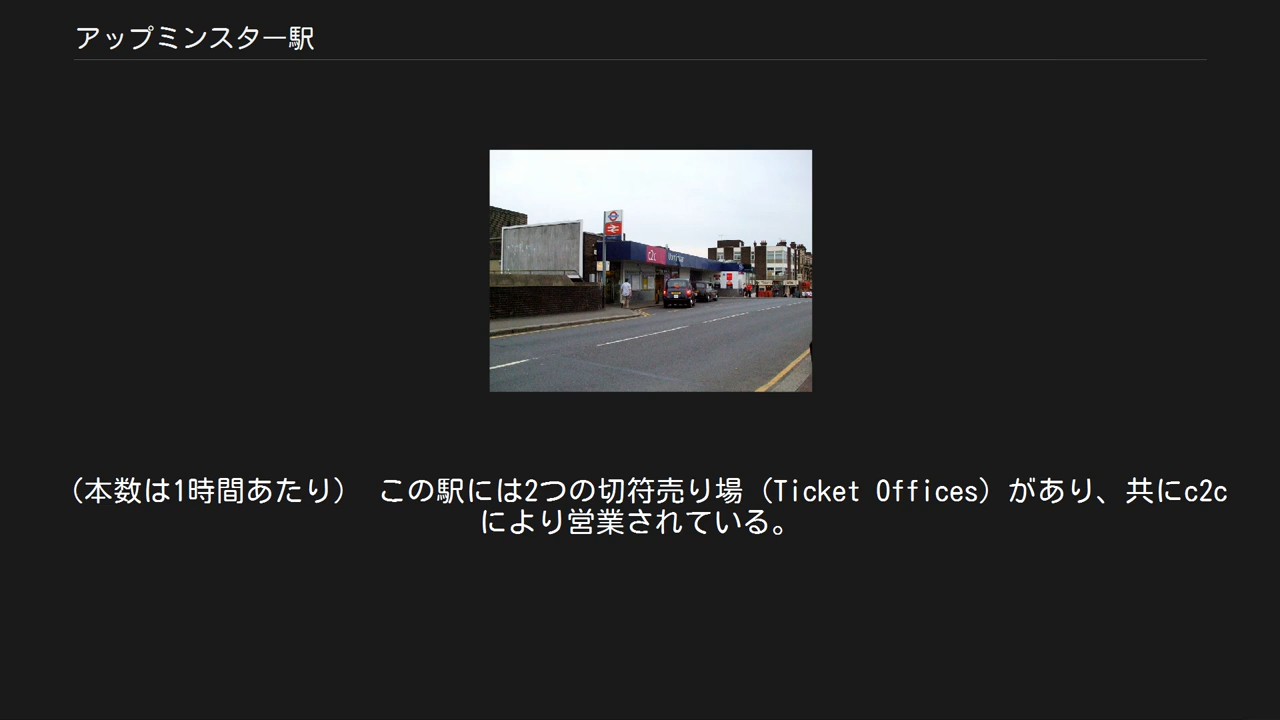 アップミンスター駅
c2c
（本数は1時間あたり）　この駅には2つの切符売り場（Ticket Offices）があり、共にc2c
により営業されている。